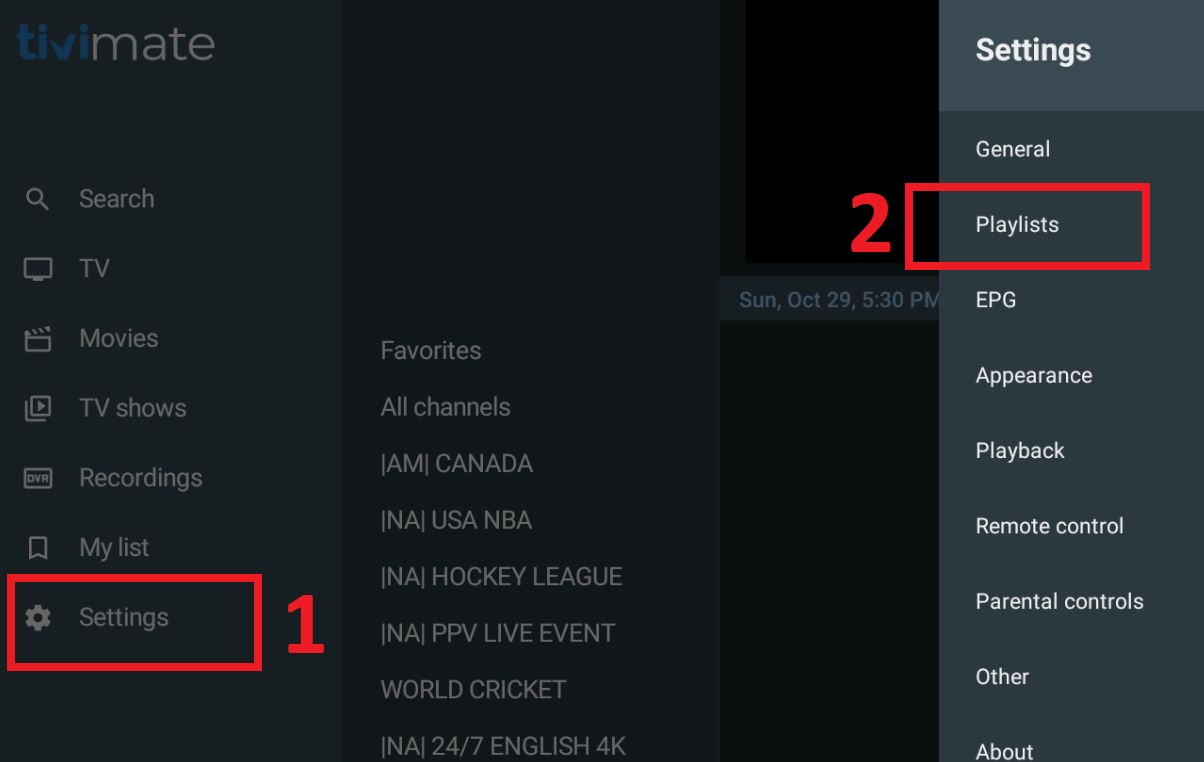 tivimate
Search
TV
Movies
TV shows
DVR
Recordings
My list
Settings
1
Favorites
All channels
|AM| CANADA
|NA| USA NBA
|NA| HOCKEY LEAGUE
|NA| PPV LIVE EVENT
WORLD CRICKET
|NA| 24/7 ENGLISH 4K
Sun, Oct 29, 5:30 PM
Settings
General
2
Playlists
EPG
Appearance
Playback
Remote control
Parental controls
Other
About